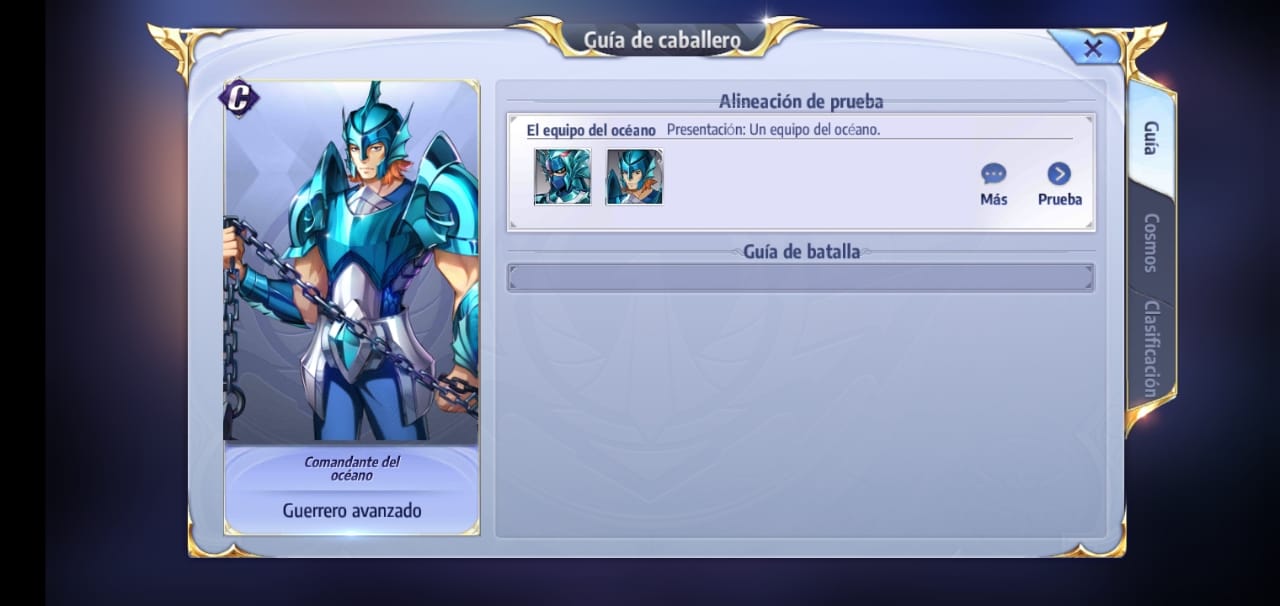 Guía de caballero
C
Alineación de prueba
El equipo del océano Presentación: Un equipo del océano.
Más
Prueba
Guía de batalla
Comandante del
océano
Guerrero avanzado
Guía
Cosmos
Clasificación